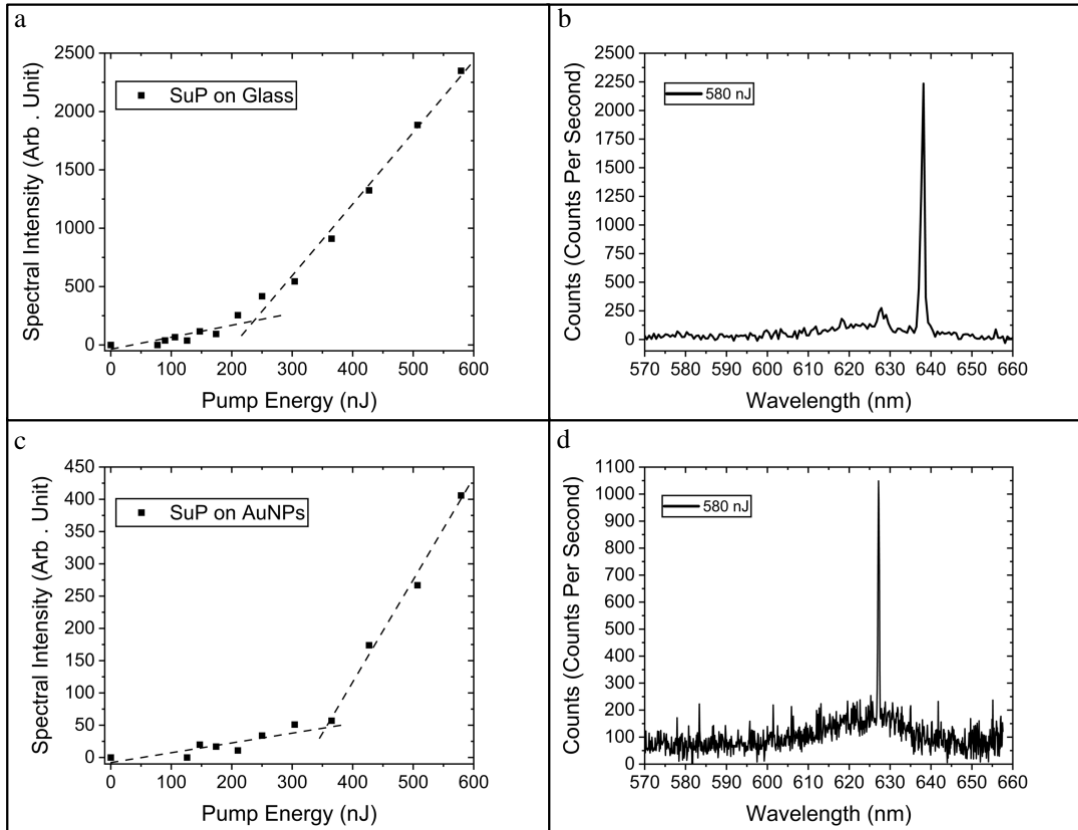 a
2500
2000
1500
1000
500
0
Spectral Intensity (Arb . Unit)
SuP on Glass
0 100 200 300 400 500 600
Pump Energy (nJ)
b
2500
2250
2000
1750
1500
1250
1000
750
500
250
0
Counts (Counts Per Second)
580 nJ
570 580 590 600 610 620 630 640 650 660
Wavelength (nm)
c
450
400
350
300
250
200
150
100
50
0
Spectral Intensity (Arb . Unit)
SuP on AuNPs
0 100 200 300 400 500 600
Pump Energy (nJ)
d
1100
1000
900
800
700
600
500
400
300
200
100
0
Counts (Counts Per Second)
580 nJ
570 580 590 600 610 620 630 640 650 660
Wavelength (nm)